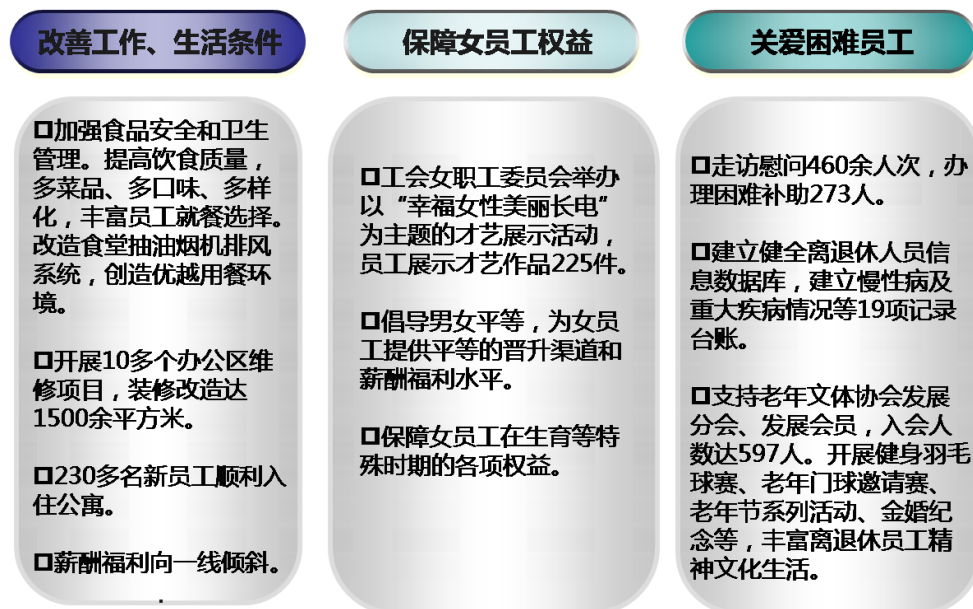 改善工作、生活条件
□加强食品安全和卫生
管理。提高饮食质量，
多菜品、多口味、多样
化，丰富员工就餐选择。
改造食堂抽油烟机排风
系统，创造优越用餐环
境。
□开展10多个办公区维
修项目，装修改造达
1500余平方米。
□230多名新员工顺利入
住公寓。
□薪酬福利向一线倾斜。
.
保障女员工权益
□工会女职工委员会举办
以“幸福女性美丽长电”
为主题的才艺展示活动，
员工展示才艺作品225件。
□倡导男女平等，为女员
工提供平等的晋升渠道和
薪酬福利水平。
□保障女员工在生育等特
殊时期的各项权益。
关爱困难员工
□走访慰问460余人次，办
理困难补助273人。
□建立健全离退休人员信
息数据库，建立慢性病及
重大疾病情况等19项记录
台账。
□支持老年文体协会发展
分会、发展会员，入会人
数达597人。开展健身羽毛
球赛、老年门球邀请赛、
老年节系列活动、金婚纪
念等，丰富离退休员工精
神文化生活。